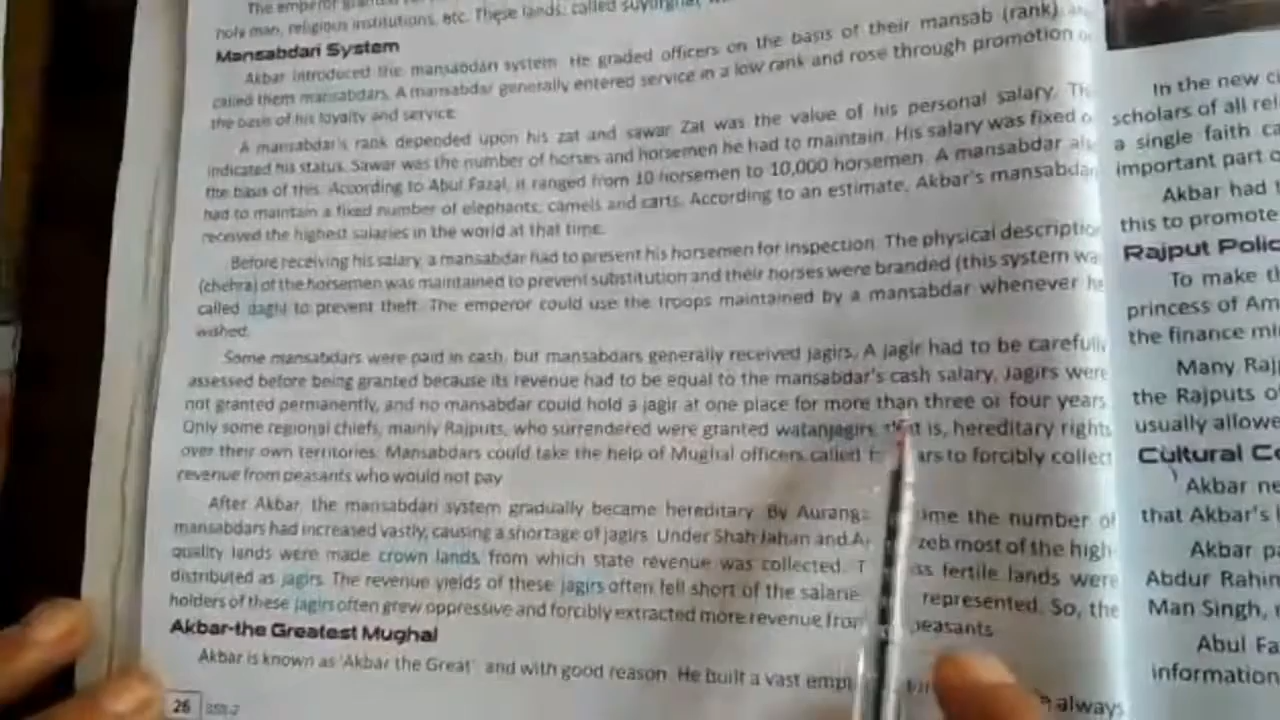 The emperor
holy man, religious institutions, etc. These lands, called suyurghal,
Mansabdari System
Akbar introduced the mansabdari system. He graded officers on the basis of their mansab (rank)
called them mansabdars. A mansabdar generally entered service in a low rank and rose through promotion
the basis of his loyalty and service.
A mansabdar's rank depended upon his zat and sawar. Zat was the value of his personal salary. Th
indicated his status. Sawar was the number of horses and horsemen he had to maintain. His salary was fixed o
the basis of this. According to Abul Fazal, it ranged from 10 horsemen to 10,000 horsemen. A mansabdar als
had to maintain a fixed number of elephants, camels and carts. According to an estimate, Akbar's mansabdar
received the highest salaries in the world at that time.
Before receiving his salary, a mansabdar had to present his horsemen for inspection. The physical descriptio
(chehra) of the horsemen was maintained to prevent substitution and their horses were branded (this system wa
called dagh) to prevent theft. The emperor could use the troops maintained by a mansabdar whenever he
wished.
Some mansabdars were paid in cash, but mansabdars generally received jagirs. A jagir had to be carefully
assessed before being granted because its revenue had to be equal to the mansabdar's cash salary. Jagirs were
not granted permanently, and no mansabdar could hold a jagir at one place for more than three or four years.
Only some regional chiefs, mainly Rajputs, who surrendered were granted watanjagirs, that is, hereditary rights
over their own territories. Mansabdars could take the help of Mughal officers called f ars to forcibly collect
revenue from peasants who would not pay.
After Akbar, the mansabdari system gradually became hereditary. By Aurangz ime the number of
mansabdars had increased vastly, causing a shortage of jagirs. Under Shah Jahan and A zeb most of the high-
quality lands were made crown lands, from which state revenue was collected. T ss fertile lands were
distributed as jagirs. The revenue yields of these jagirs often fell short of the salarie represented. So, the
holders of these jagirs often grew oppressive and forcibly extracted more revenue from peasants.
Akbar-the Greatest Mughal
Akbar is known as 'Akbar the Great' and with good reason. He built a vast emp always
26
SSS-2
In the new ci
scholars of all rel
a single faith ca
important part o
Akbar had
this to promote
Rajput Polic
To make th
princess of Am
the finance mi
Many Raj
the Rajputs o
usually allowe
Cultural Co
Akbar ne
that Akbar's
Akbar pa
Abdur Rahim
Man Singh,
Abul Fa
information